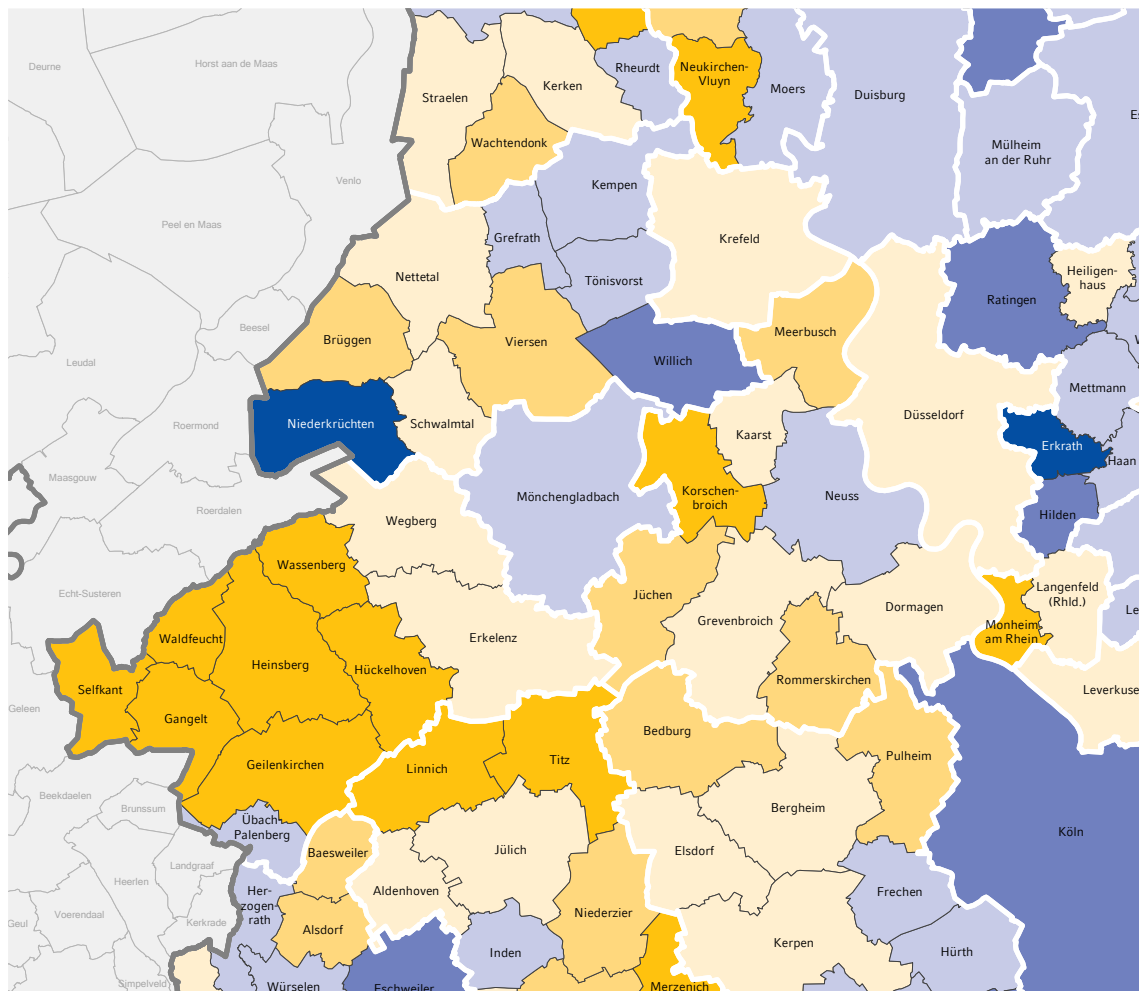 Deurne
Horst aan de Maas
Straelen
Kerken
Rheurdt
Neukirchen-
Vluyn
Moers
Duisburg
Es
Wachtendonk
Mülheim
an der Ruhr
Venlo
Kempen
Peel en Maas
Grefrath
Krefeld
Nettetal
Tönisvorst
Heiligen-
haus
Ratingen
Beesel
Brüggen
Viersen
Meerbusch
Willich
W
Leudal
Mettmann
Roermond
Niederkrüchten
Schwalmtal
Kaarst
Düsseldorf
Erkrath
Haan
Maasgouw
Mönchengladbach
Korschen-
broich
Neuss
Roerdalen
Wegberg
Hilden
Wassenberg
Echt-Susteren
Jüchen
Langenfeld
(Rhld.)
Dormagen
Le
Waldfeucht
Erkelenz
Grevenbroich
Monheim
am Rhein
Heinsberg
Hückelhoven
Rommerskirchen
Selfkant
Leverkuse
Geleen
Gangelt
Bedburg
Pulheim
Geilenkirchen
Linnich
Titz
Beekdaelen
Brunssum
Bergheim
Übach-
Palenberg
Köln
Baesweiler
Jülich
Elsdorf
Landgraaf
Heerlen
Her-
zogen-
rath
Aldenhoven
Frechen
Voerendaal
Geul
Kerkrade
Alsdorf
Niederzier
Kerpen
Inden
Hürth
Simpelveld
Würselen
Eschweiler
Merzenich